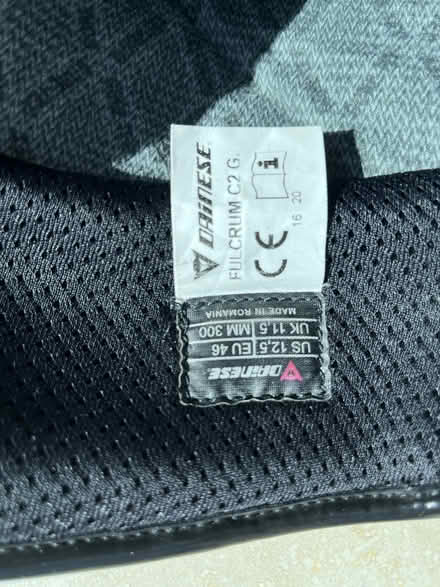 DAINESE®
FULCRUM C2 G.
i
CE
16 20
DAINESE
US 12,5 EU 46
UK 11,5 MM 300
MADE IN ROMANIA